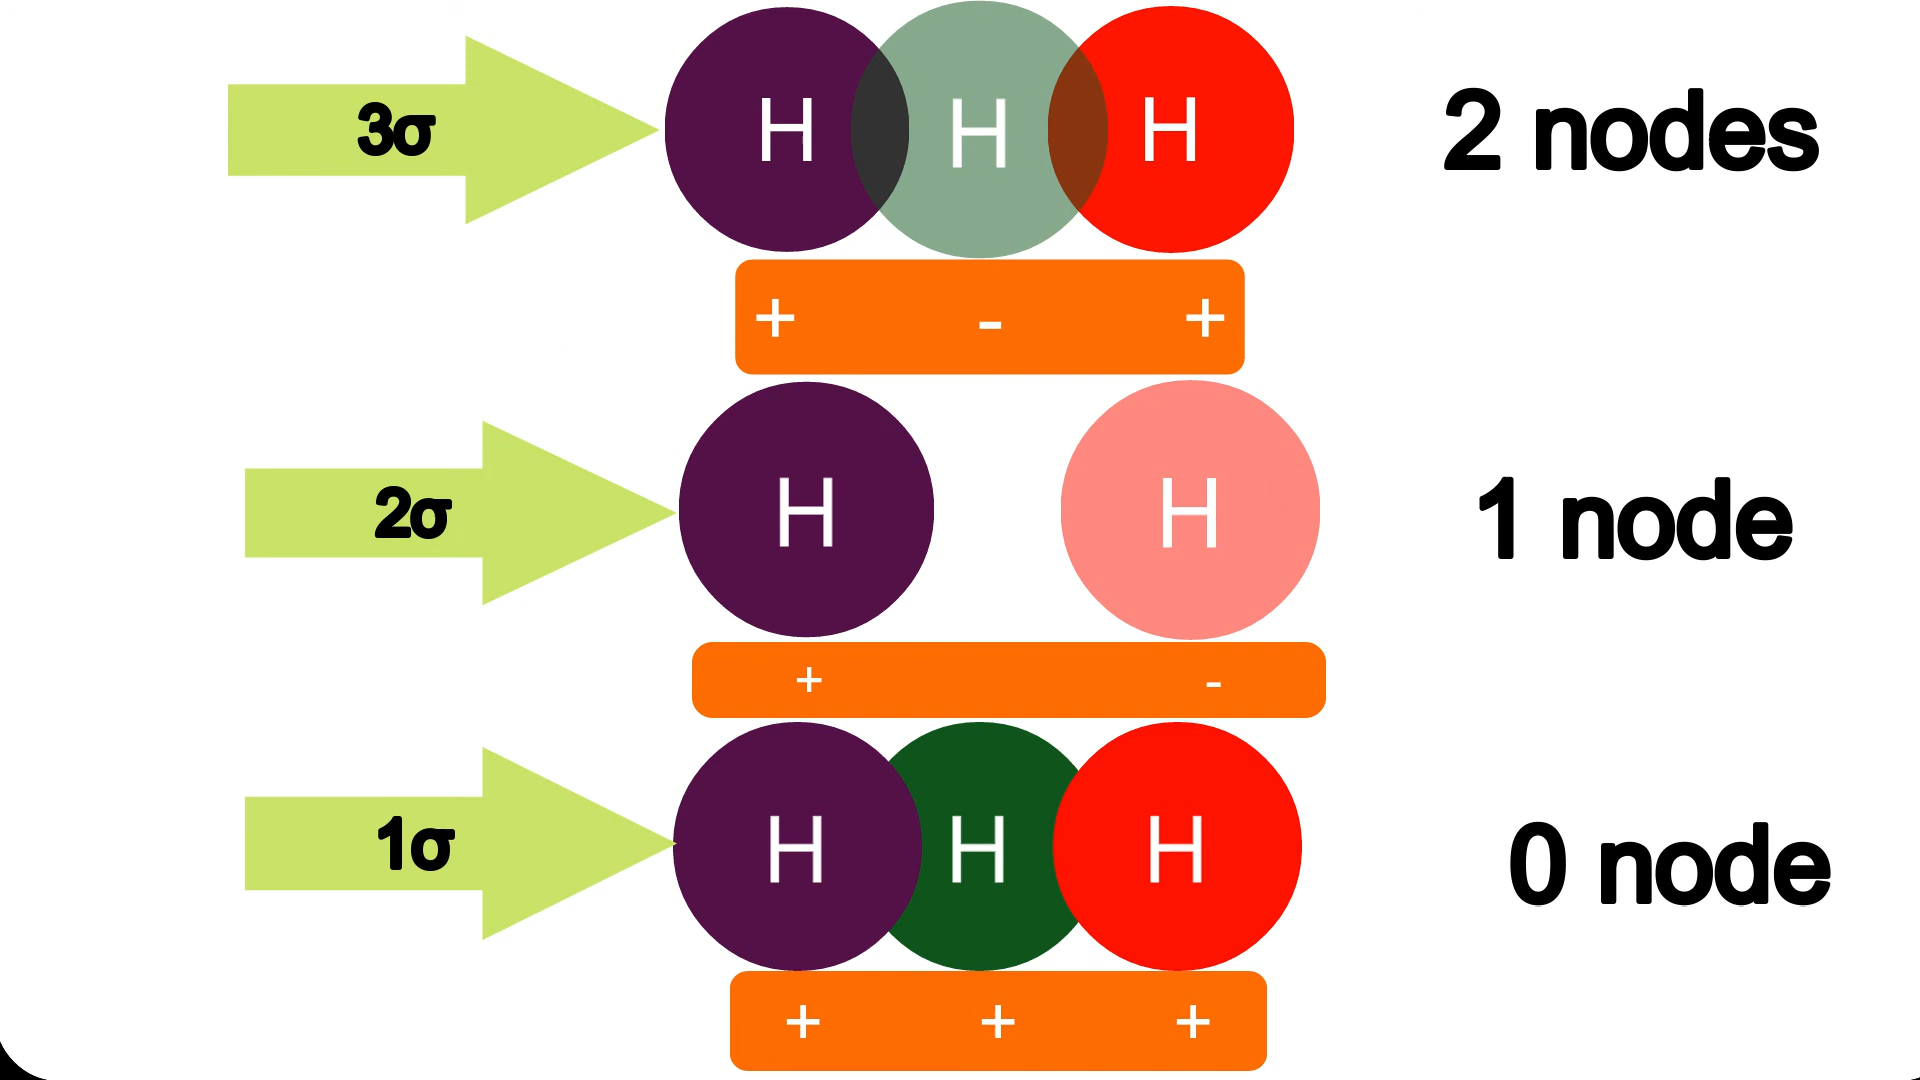 3σ H H H 2 nodes
+ - +
2σ H H 1 node
+ -
1σ H H H 0 node
+ + +